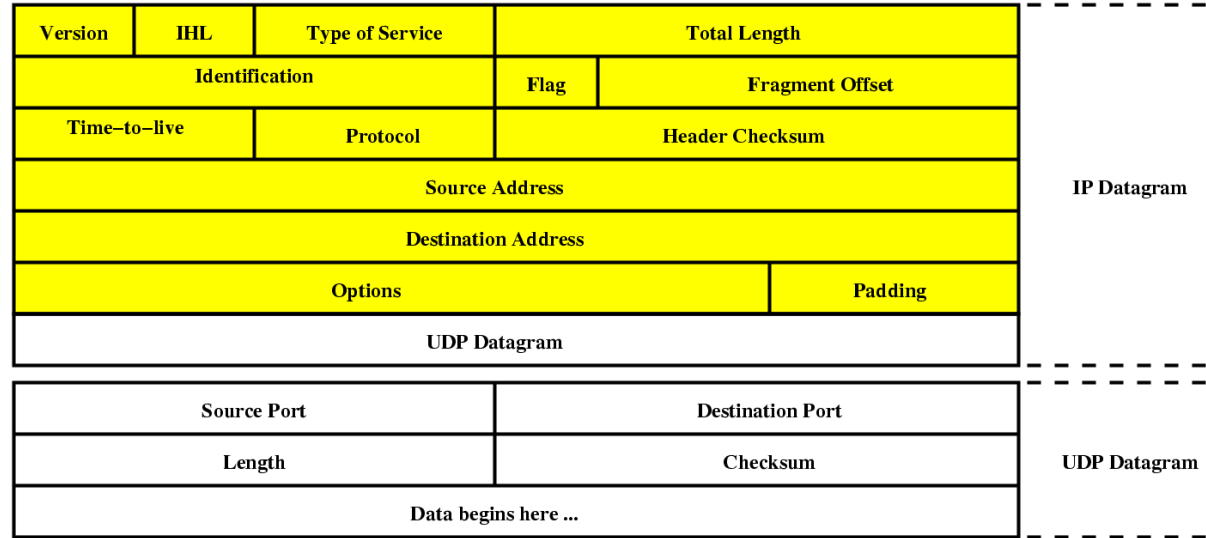 Version IHL Type of Service Total Length
Identification Flag Fragment Offset
Time-to-live Protocol Header Checksum
Source Address
IP Datagram
Destination Address
Options Padding
UDP Datagram
Source Port Destination Port
Length Checksum
UDP Datagram
Data begins here ...